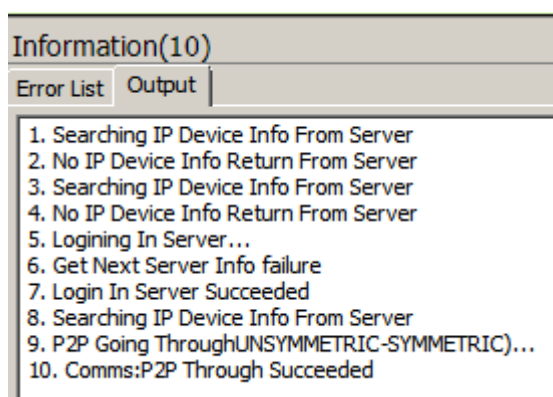 Information(10)
Error List Output
1. Searching IP Device Info From Server
2. No IP Device Info Return From Server
3. Searching IP Device Info From Server
4. No IP Device Info Return From Server
5. Logining In Server...
6. Get Next Server Info failure
7. Login In Server Succeeded
8. Searching IP Device Info From Server
9. P2P Going ThroughUNSYMMETRIC-SYMMETRIC)...
10. Comms:P2P Through Succeeded